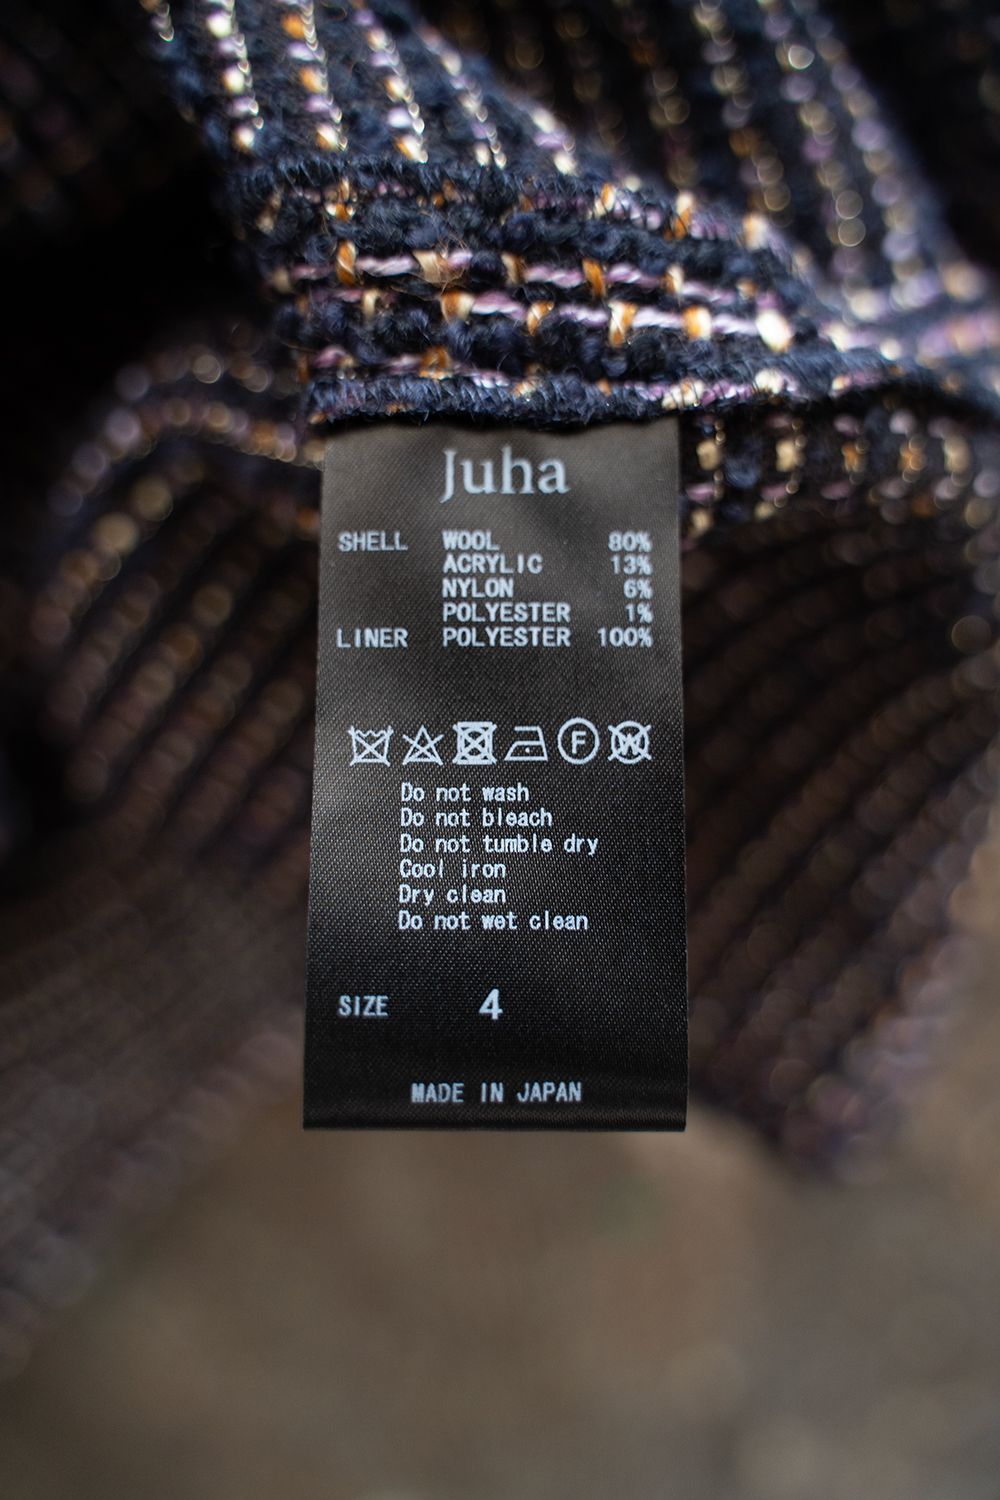 Juha
SHELL WOOL 80%
ACRYLIC 13%
NYLON 6%
POLYESTER 1%
LINER POLYESTER 100%
F W
Do not wash
Do not bleach
Do not tumble dry
Cool iron
Dry clean
Do not wet clean
SIZE 4
MADE IN JAPAN